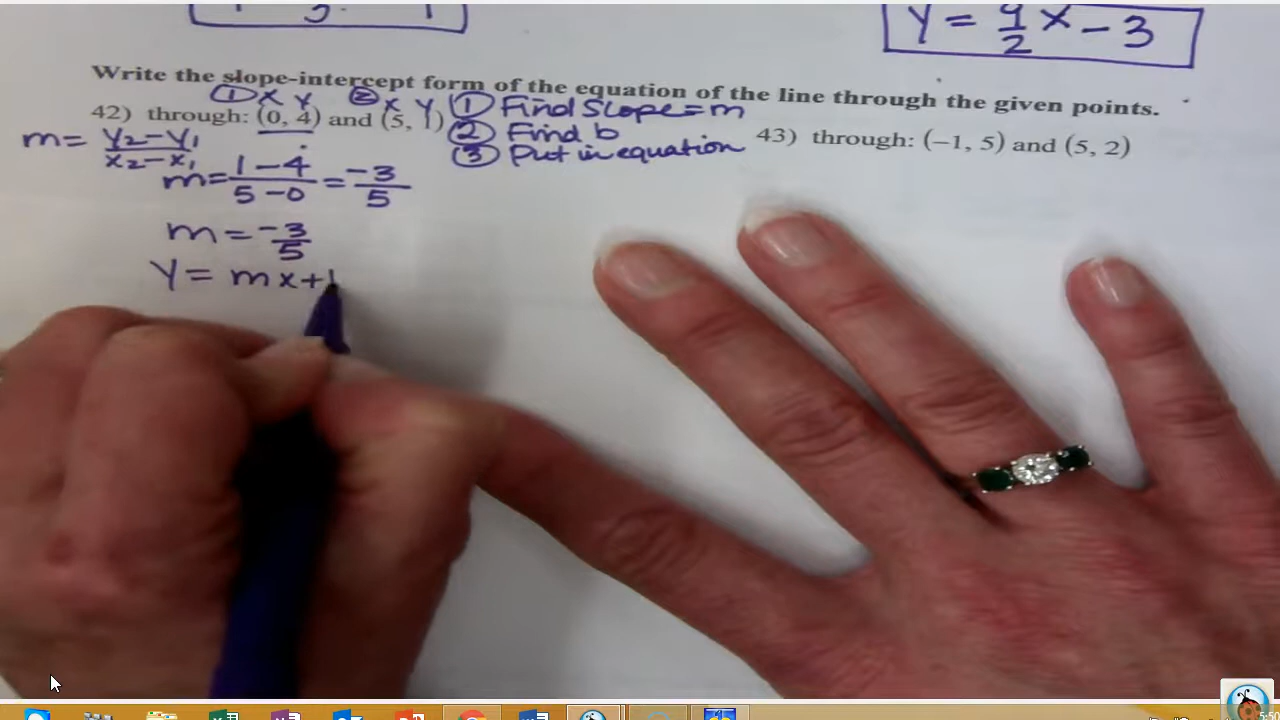 Y = 9/2 x - 3
Write the slope-intercept form of the equation of the line through the given points.
① X Y ② X Y
42) through: (0, 4) and (5, 1)
① Find Slope = m
② Find b
③ Put in equation
43) through: (−1, 5) and (5, 2)
m = Y2 - Y1 / X2 - X1
m = 1 - 4 / 5 - 0 = -3 / 5
m = -3/5
Y = mx +